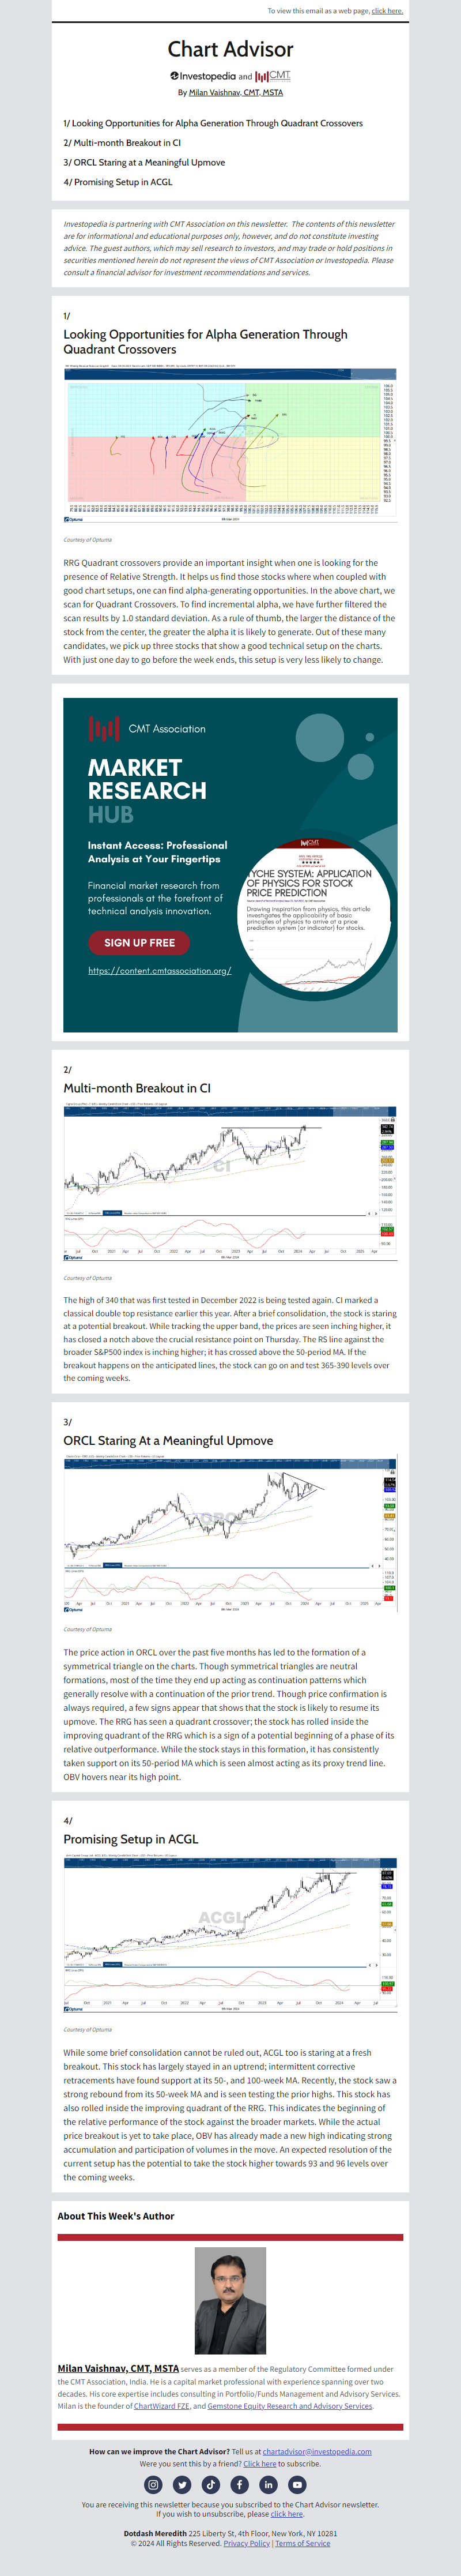 To view this email as a web page, click here.
Chart Advisor
Investopedia and CMT
By Milan Vaishnav, CMT, MSTA
1/ Looking Opportunities for Alpha Generation Through Quadrant Crossovers
2/ Multi-month Breakout in CI
3/ ORCL Staring at a Meaningful Upmove
4/ Promising Setup in ACGL
Investopedia is partnering with CMT Association on this newsletter. The contents of this newsletter
are for informational and educational purposes only, however, and do not constitute investing
advice. The guest authors, which may sell research to investors, and may trade or hold positions in
securities mentioned herein do not represent the views of CMT Association or Investopedia. Please
consult a financial advisor for investment recommendations and services.
1/
Looking Opportunities for Alpha Generation Through
Quadrant Crossovers
Optuma
Courtesy of Optuma
RRG Quadrant crossovers provide an important insight when one is looking for the
presence of Relative Strength. It helps us find those stocks where when coupled with
good chart setups, one can find alpha-generating opportunities. In the above chart, we
scan for Quadrant Crossovers. To find incremental alpha, we have further filtered the
scan results by 1.0 standard deviation. As a rule of thumb, the larger the distance of the
stock from the center, the greater the alpha it is likely to generate. Out of these many
candidates, we pick up three stocks that show a good technical setup on the charts.
With just one day to go before the week ends, this setup is very less likely to change.
CMT Association
MARKET
RESEARCH
HUB
Instant Access: Professional
Analysis at Your Fingertips
Financial market research from
professionals at the forefront of
technical analysis innovation.
SIGN UP FREE
https://content.cmtassociation.org/
CMT
YCHE SYSTEM: APPLICATION
OF PHYSICS FOR STOCK
PRICE PREDICTION
Drawing inspiration from physics, this article
investigates the applicability of basic
principles of physics to arrive at a price
prediction system (or indicator) for stocks.
2/
Multi-month Breakout in CI
CI
Optuma
Courtesy of Optuma
The high of 340 that was first tested in December 2022 is being tested again. CI marked a
classical double top resistance earlier this year. After a brief consolidation, the stock is staring
at a potential breakout. While tracking the upper band, the prices are seen inching higher, it
has closed a notch above the crucial resistance point on Thursday. The RS line against the
broader S&P500 index is inching higher; it has crossed above the 50-period MA. If the
breakout happens on the anticipated lines, the stock can go on and test 365-390 levels over
the coming weeks.
3/
ORCL Staring At a Meaningful Upmove
ORCL
Optuma
Courtesy of Optuma
The price action in ORCL over the past five months has led to the formation of a
symmetrical triangle on the charts. Though symmetrical triangles are neutral
formations, most of the time they end up acting as continuation patterns which
generally resolve with a continuation of the prior trend. Though price confirmation is
always required, a few signs appear that shows that the stock is likely to resume its
upmove. The RRG has seen a quadrant crossover; the stock has rolled inside the
improving quadrant of the RRG which is a sign of a potential beginning of a phase of its
relative outperformance. While the stock stays in this formation, it has consistently
taken support on its 50-period MA which is seen almost acting as its proxy trend line.
OBV hovers near its high point.
4/
Promising Setup in ACGL
ACGL
Optuma
Courtesy of Optuma
While some brief consolidation cannot be ruled out, ACGL too is staring at a fresh
breakout. This stock has largely stayed in an uptrend; intermittent corrective
retracements have found support at its 50-, and 100-week MA. Recently, the stock saw a
strong rebound from its 50-week MA and is seen testing the prior highs. This stock has
also rolled inside the improving quadrant of the RRG. This indicates the beginning of
the relative performance of the stock against the broader markets. While the actual
price breakout is yet to take place, OBV has already made a new high indicating strong
accumulation and participation of volumes in the move. An expected resolution of the
current setup has the potential to take the stock higher towards 93 and 96 levels over
the coming weeks.
About This Week's Author
Milan Vaishnav, CMT, MSTA serves as a member of the Regulatory Committee formed under
the CMT Association, India. He is a capital market professional with experience spanning over two
decades. His core expertise includes consulting in Portfolio/Funds Management and Advisory Services.
Milan is the founder of ChartWizard FZE, and Gemstone Equity Research and Advisory Services.
How can we improve the Chart Advisor? Tell us at chartadvisor@investopedia.com
Were you sent this by a friend? Click here to subscribe.
You are receiving this newsletter because you subscribed to the Chart Advisor newsletter.
If you wish to unsubscribe, please click here.
Dotdash Meredith 225 Liberty St, 4th Floor, New York, NY 10281
© 2024 All Rights Reserved. Privacy Policy | Terms of Service